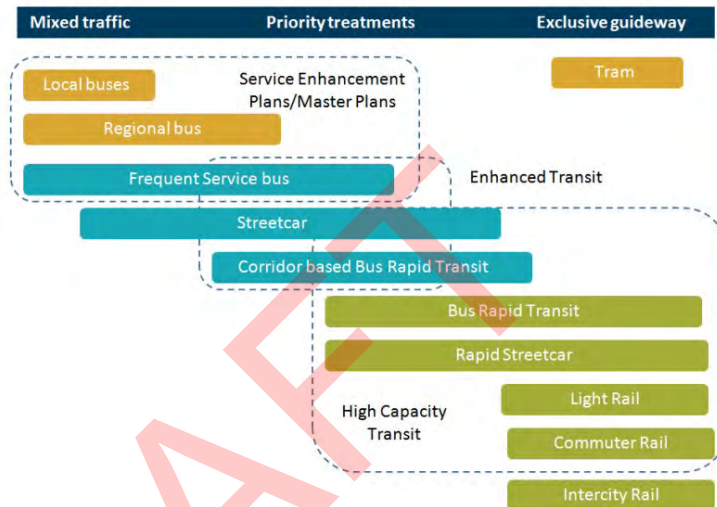 Mixed traffic
Priority treatments
Exclusive guideway
Local buses
Service Enhancement
Plans/Master Plans
Tram
Regional bus
Frequent Service bus
Enhanced Transit
Streetcar
Corridor based Bus Rapid Transit
Bus Rapid Transit
Rapid Streetcar
High Capacity
Transit
Light Rail
Commuter Rail
Intercity Rail
AFT